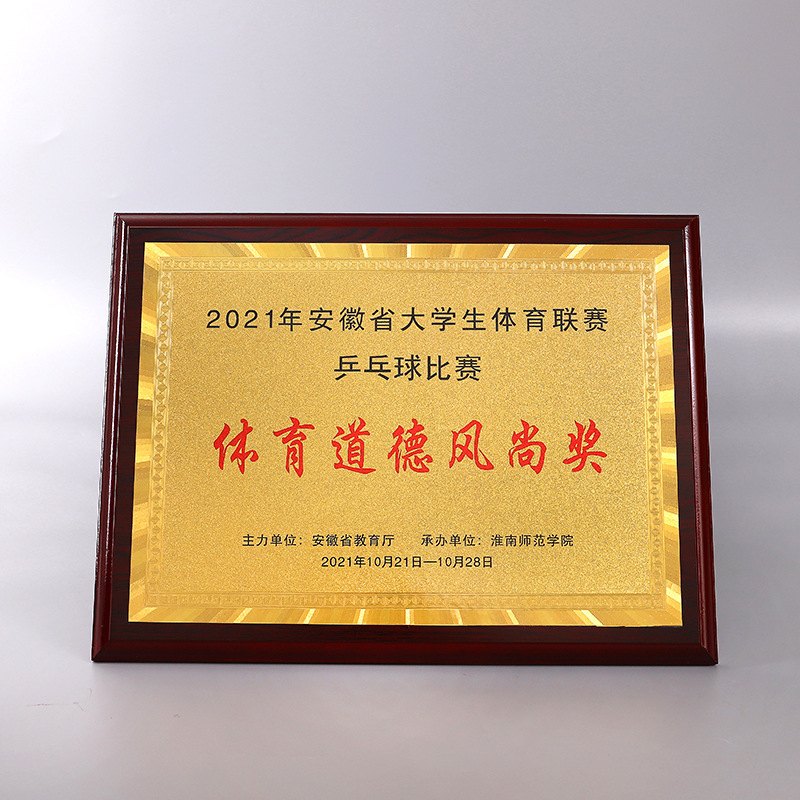 2021年安徽省大学生体育联赛
乒乓球比赛
体育道德风尚奖
主力单位：安徽省教育厅 承办单位：淮南师范学院
2021年10月21日—10月28日